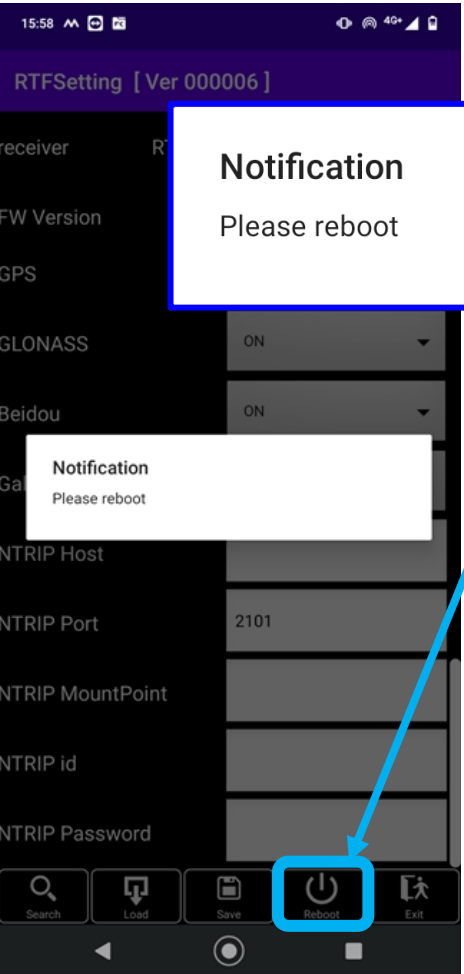 15:58
4G+
RTFSetting [ Ver 000006 ]
receiver
Notification
Please reboot
FW Version
GPS
GLONASS ON
Beidou ON
Notification
Please reboot
NTRIP Host
NTRIP Port 2101
NTRIP MountPoint
NTRIP id
NTRIP Password
Search Load Save Reboot Exit